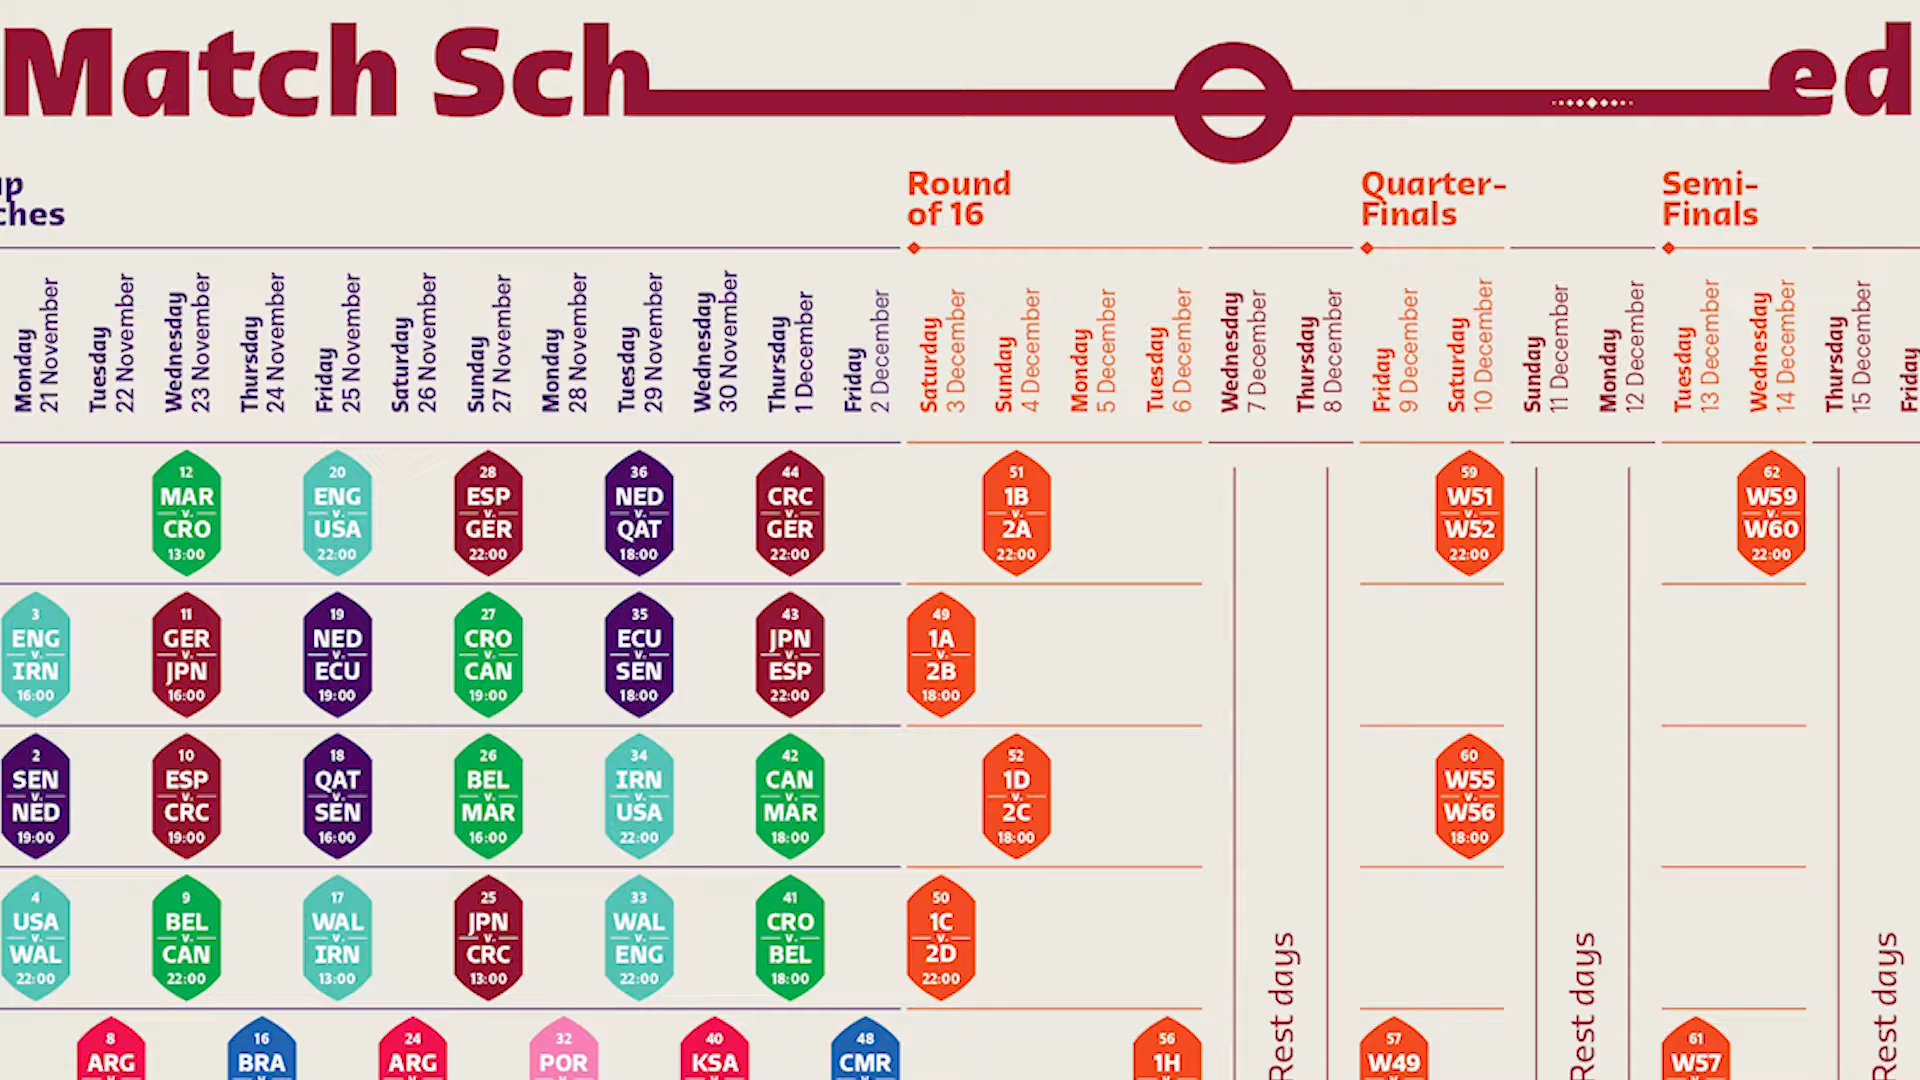 Match Sch
ed
up
ches
Round
of 16
Quarter-
Finals
Semi-
Finals
Monday
21 November
Tuesday
22 November
Wednesday
23 November
Thursday
24 November
Friday
25 November
Saturday
26 November
Sunday
27 November
Monday
28 November
Tuesday
29 November
Wednesday
30 November
Thursday
1 December
Friday
2 December
Saturday
3 December
Sunday
4 December
Monday
5 December
Tuesday
6 December
Wednesday
7 December
Thursday
8 December
Friday
9 December
Saturday
10 December
Sunday
11 December
Monday
12 December
Tuesday
13 December
Wednesday
14 December
Thursday
15 December
Friday
12
MAR
v.
CRO
13:00
20
ENG
v.
USA
22:00
28
ESP
v.
GER
22:00
36
NED
v.
QAT
18:00
44
CRC
v.
GER
22:00
51
1B
v.
2A
22:00
59
W51
v.
W52
22:00
62
W59
v.
W60
22:00
3
ENG
v.
IRN
16:00
11
GER
v.
JPN
16:00
19
NED
v.
ECU
19:00
27
CRO
v.
CAN
19:00
35
ECU
v.
SEN
18:00
43
JPN
v.
ESP
22:00
49
1A
v.
2B
18:00
2
SEN
v.
NED
19:00
10
ESP
v.
CRC
19:00
18
QAT
v.
SEN
16:00
26
BEL
v.
MAR
16:00
34
IRN
v.
USA
22:00
42
CAN
v.
MAR
18:00
52
1D
v.
2C
18:00
60
W55
v.
W56
18:00
4
USA
v.
WAL
22:00
9
BEL
v.
CAN
22:00
17
WAL
v.
IRN
13:00
25
JPN
v.
CRC
13:00
33
WAL
v.
ENG
22:00
41
CRO
v.
BEL
18:00
50
1C
v.
2D
22:00
Rest days
Rest days
Rest days
8
ARG
16
BRA
24
ARG
32
POR
40
KSA
48
CMR
56
1H
57
W49
61
W57